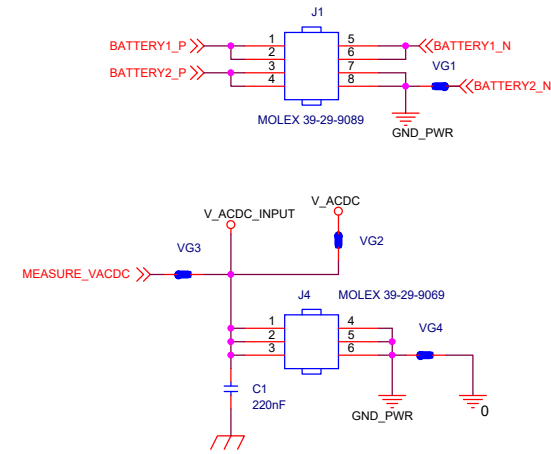 J1
BATTERY1_P 1 5 BATTERY1_N
2 6
BATTERY2_P 3 7 VG1
4 8 BATTERY2_N
MOLEX 39-29-9089
GND_PWR
V_ACDC
V_ACDC_INPUT
VG3 VG2
MEASURE_VACDC
J4 MOLEX 39-29-9069
1 4 VG4
2 5
3 6
C1
220nF
GND_PWR 0